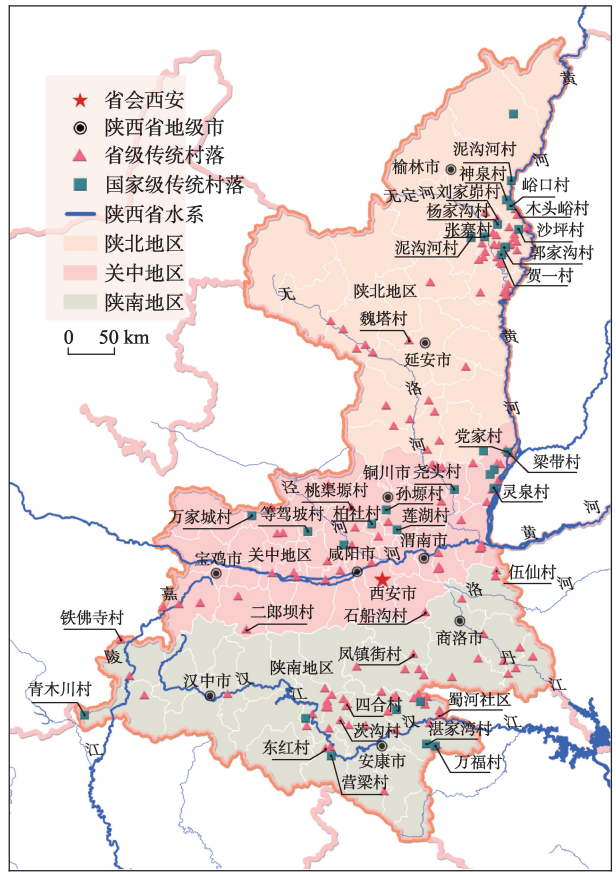 省会西安
陕西省地级市
省级传统村落
国家级传统村落
陕西省水系
陕北地区
关中地区
陕南地区
0 50 km
黄
河
泥沟河村
榆林市
神泉村
峪口村
无定河
刘家峁村
杨家沟村
木头峪村
张寨村
沙坪村
泥沟河村
郭家沟村
贺一村
无
陕北地区
魏塔村
黄
延安市
洛
河
河
党家村
梁带村
铜川市
尧头村
泾
桃渠塬村
孙塬村
灵泉村
万家城村
等驾坡村
柏社村
莲湖村
河
渭南市
黄
河
宝鸡市
关中地区
咸阳市
河
西安市
伍仙村
洛
河
嘉
铁佛寺村
二郎坝村
石船沟村
商洛市
陵
凤镇街村
丹
陕南地区
青木川村
汉中市
汉
江
江
四合村
蜀河社区
茨沟村
汉
湛家湾村
江
江
东红村
安康市
万福村
营梁村